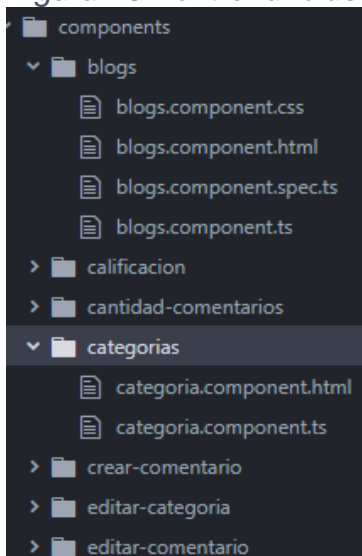 components
blogs
blogs.component.css
blogs.component.html
blogs.component.spec.ts
blogs.component.ts
calificacion
cantidad-comentarios
categorias
categoria.component.html
categoria.component.ts
crear-comentario
editar-categoria
editar-comentario